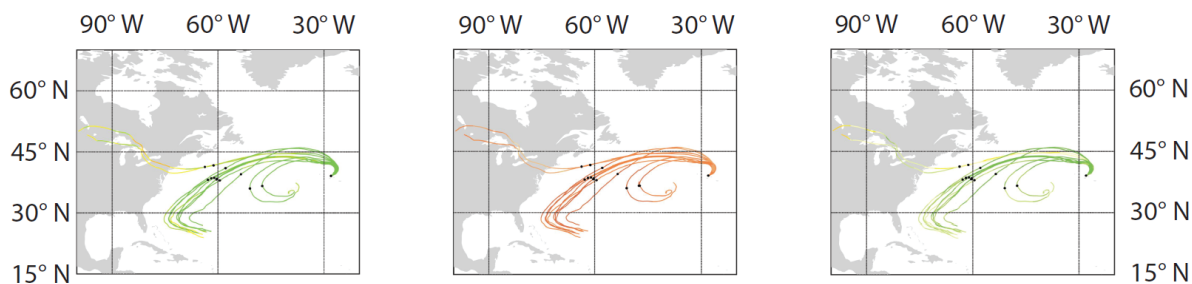 90° W 60° W 30° W 90° W 60° W 30° W 90° W 60° W 30° W
60° N 60° N
45° N 45° N
30° N 30° N
15° N 15° N